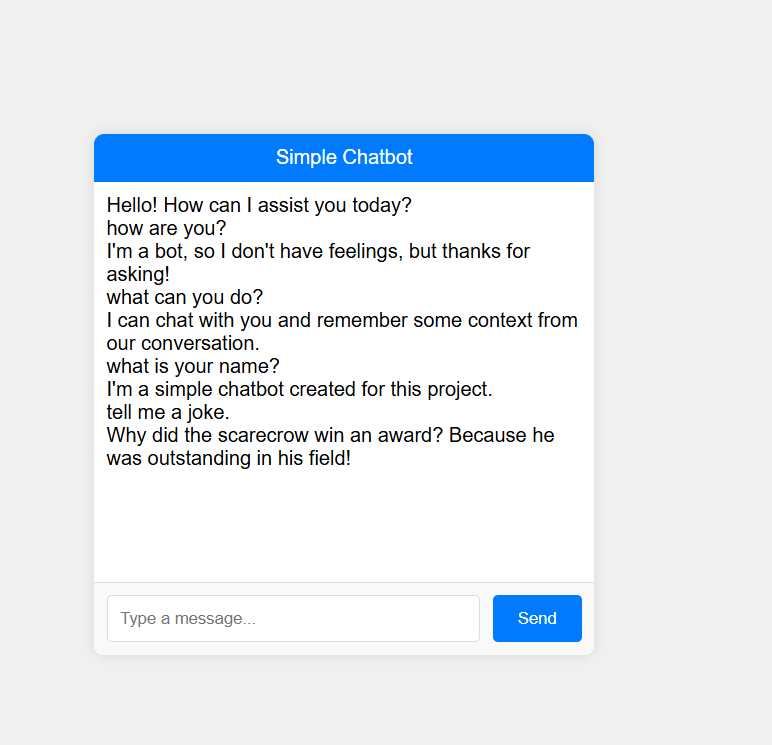 Simple Chatbot
Hello! How can I assist you today?
how are you?
I'm a bot, so I don't have feelings, but thanks for
asking!
what can you do?
I can chat with you and remember some context from
our conversation.
what is your name?
I'm a simple chatbot created for this project.
tell me a joke.
Why did the scarecrow win an award? Because he
was outstanding in his field!
Type a message...
Send